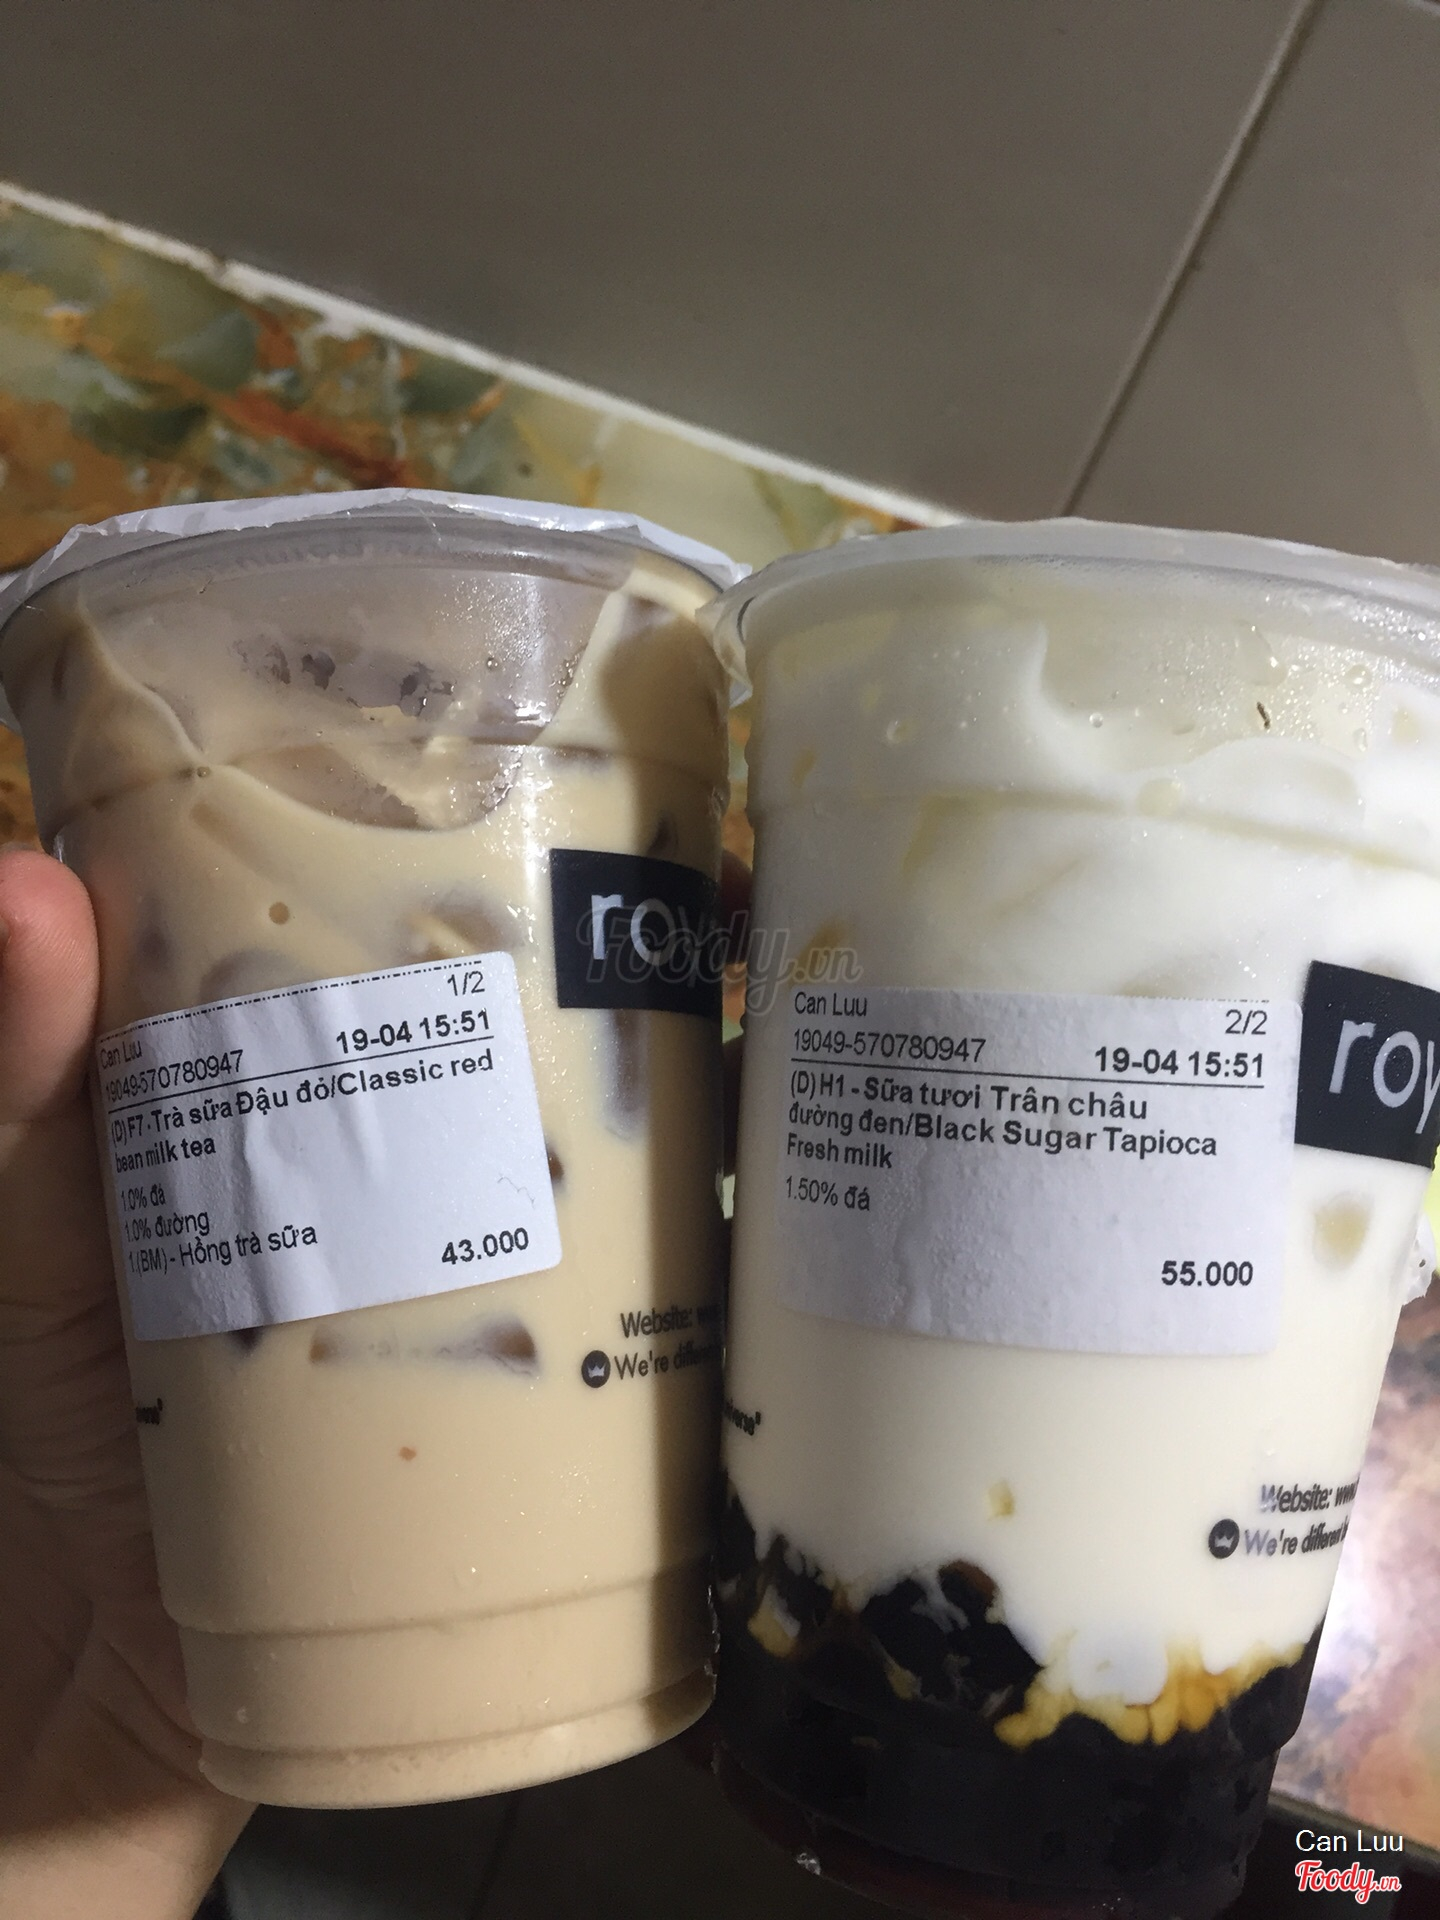 1/2
Can Luu
19049-570780947 19-04 15:51
(D) F7 - Trà sữa Đậu đỏ/Classic red
bean milk tea
1.0% đá
1.0% đường
1.(BM) - Hồng trà sữa
43.000
Website:
We're different
Foody.vn
Can Luu
2/2
19049-570780947 19-04 15:51
(D) H1 - Sữa tươi Trân châu
đường đen/Black Sugar Tapioca
Fresh milk
1.50% đá
55.000
roy
Website: www
We're different
Can Luu
Foody.vn